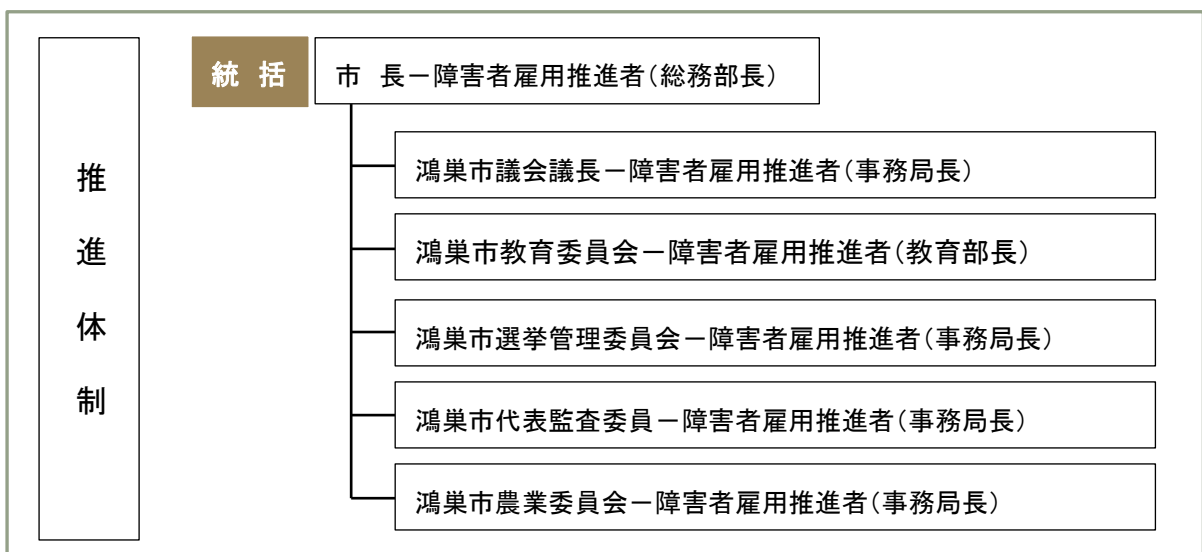 推進体制
統 括
市 長－障害者雇用推進者（総務部長）
鴻巣市議会議長－障害者雇用推進者（事務局長）
鴻巣市教育委員会－障害者雇用推進者（教育部長）
鴻巣市選挙管理委員会－障害者雇用推進者（事務局長）
鴻巣市代表監査委員－障害者雇用推進者（事務局長）
鴻巣市農業委員会－障害者雇用推進者（事務局長）